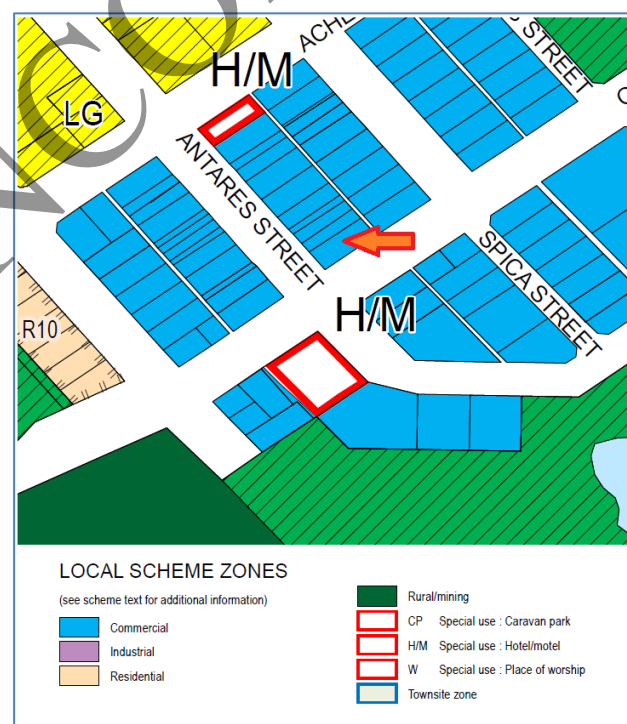 ACHE
S STREET
H/M
LG
ANTARES STREET
SPICA STREET
H/M
R10
LOCAL SCHEME ZONES
(see scheme text for additional information)
Commercial
Industrial
Residential
Rural/mining
CP Special use : Caravan park
H/M Special use : Hotel/motel
W Special use : Place of worship
Townsite zone